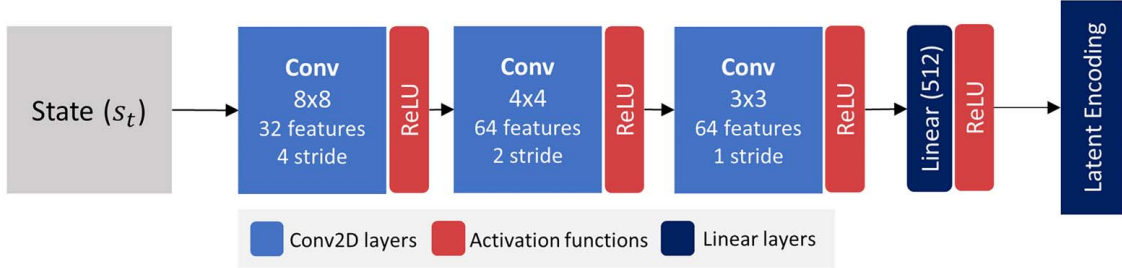 State (s_t)
Conv
8x8
32 features
4 stride
ReLU
Conv
4x4
64 features
2 stride
ReLU
Conv
3x3
64 features
1 stride
ReLU
Linear (512)
ReLU
Latent Encoding
Conv2D layers
Activation functions
Linear layers